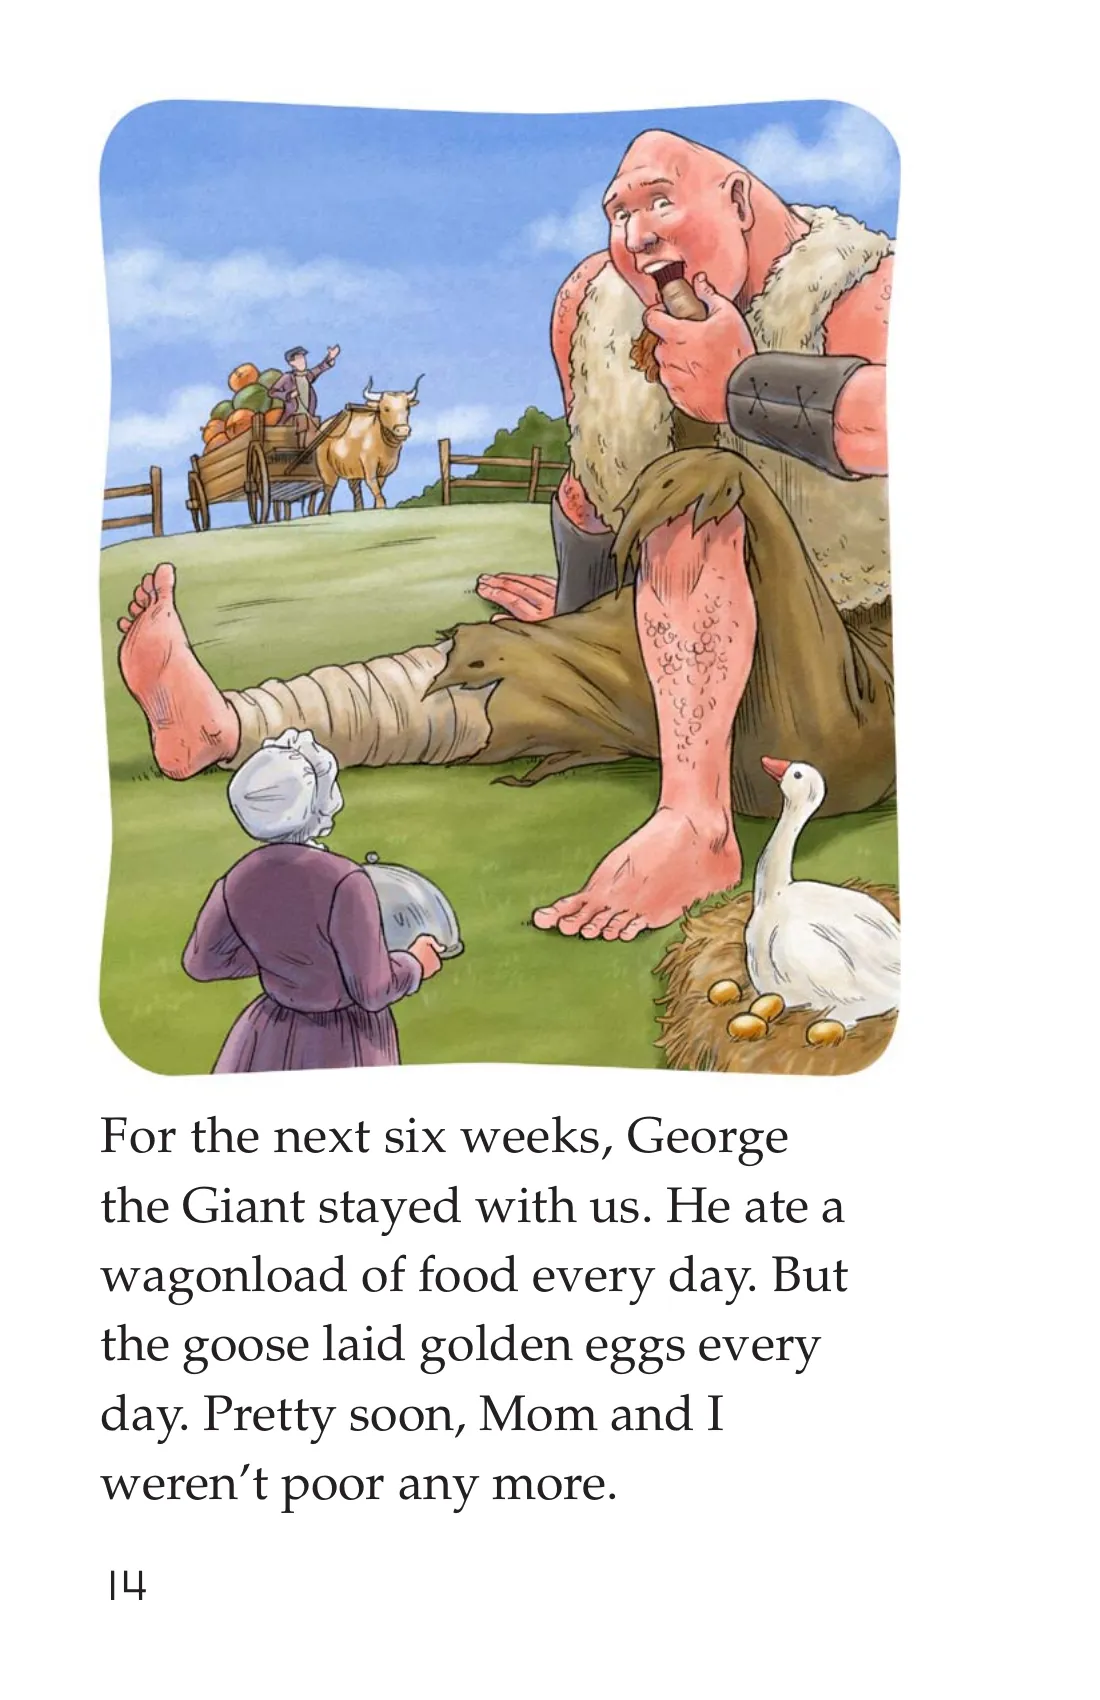 For the next six weeks, George
the Giant stayed with us. He ate a
wagonload of food every day. But
the goose laid golden eggs every
day. Pretty soon, Mom and I
weren’t poor any more.
14